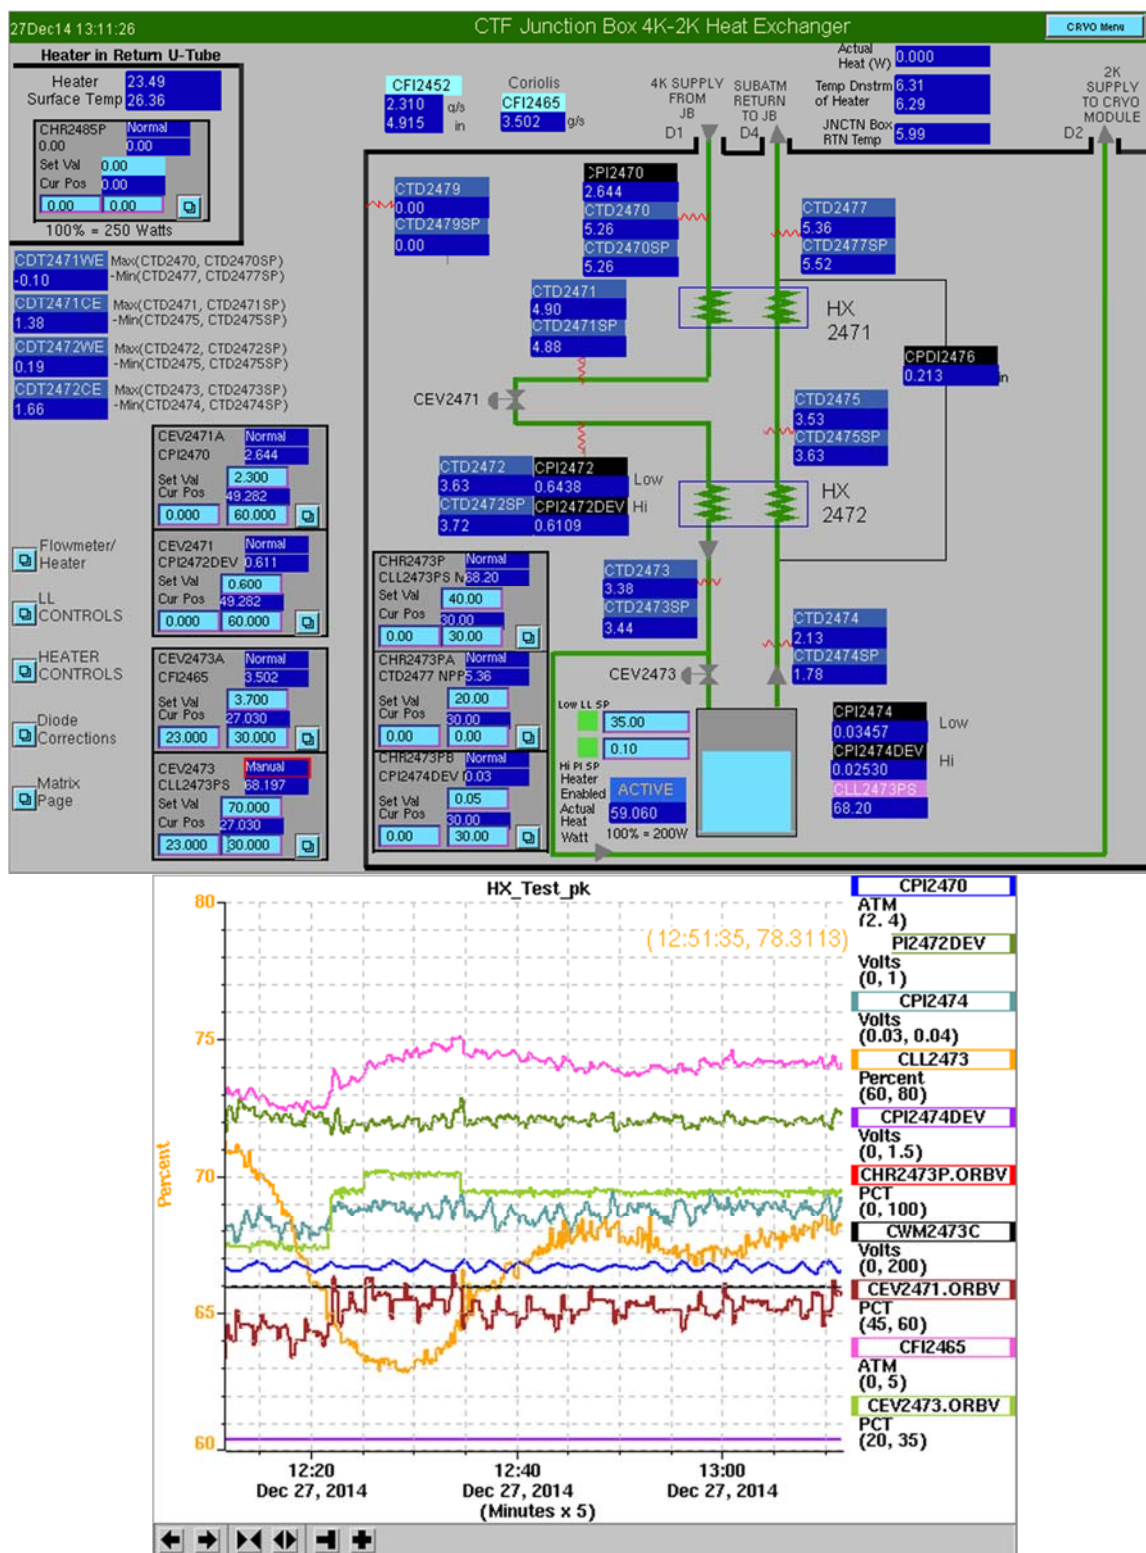 27Dec14 13:11:26
CTF Junction Box 4K-2K Heat Exchanger
CRYO Menu
Heater in Return U-Tube
Heater 23.49
Surface Temp 26.36
CHR2485P Normal
0.00 0.00
Set Val 0.00
Cur Pos 0.00
0.00 0.00
100% = 250 Watts
CFI2452
2.310 g/s
4.915 in
Coriolis
CFI2465
3.502 g/s
4K SUPPLY
FROM
JB
D1
SUBATM
RETURN
TO JB
D4
Actual
Heat (W) 0.000
Temp Dnstrm 6.31
of Heater 6.29
JNCTN Box
RTN Temp 5.99
2K
SUPPLY
TO CRYO
MODULE
D2
CTD2479
0.00
CTD2479SP
0.00
CPI2470
2.644
CTD2470
5.26
CTD2470SP
5.26
CTD2477
5.36
CTD2477SP
5.52
CDT2471WE Max(CTD2470, CTD2470SP)
-0.10 -Min(CTD2477, CTD2477SP)
CDT2471CE Max(CTD2471, CTD2471SP)
1.38 -Min(CTD2475, CTD2475SP)
CDT2472WE Max(CTD2472, CTD2472SP)
0.19 -Min(CTD2475, CTD2475SP)
CDT2472CE Max(CTD2473, CTD2473SP)
1.66 -Min(CTD2474, CTD2474SP)
CTD2471
4.90
CTD2471SP
4.88
HX
2471
CPDI2476
0.213 in
CEV2471
CTD2475
3.53
CTD2475SP
3.63
CTD2472 CPI2472
3.63 0.6438 Low
CTD2472SP CPI2472DEV Hi
3.72 0.6109
HX
2472
CEV2471A Normal
CPI2470 2.644
Set Val 2.300
Cur Pos 49.282
0.000 60.000
CEV2471 Normal
CPI2472DEV 0.611
Set Val 0.600
Cur Pos 49.282
0.000 60.000
CEV2473A Normal
CFI2465 3.502
Set Val 3.700
Cur Pos 27.030
23.000 30.000
CEV2473 Manual
CLL2473PS 68.197
Set Val 70.000
Cur Pos 27.030
23.000 30.000
Flowmeter/
Heater
LL
CONTROLS
HEATER
CONTROLS
Diode
Corrections
Matrix
Page
CHR2473P Normal
CLL2473PS N 68.20
Set Val 40.00
Cur Pos 30.00
0.00 30.00
CHR2473PA Normal
CTD2477 NPP 5.36
Set Val 20.00
Cur Pos 30.00
0.00 0.00
CHR2473PB Normal
CPI2474DEV 0.03
Set Val 0.05
Cur Pos 30.00
0.00 30.00
CTD2473
3.38
CTD2473SP
3.44
CTD2474
2.13
CTD2474SP
1.78
CEV2473
Low LL SP
35.00
0.10
Hi PI SP
Heater
Enabled ACTIVE
Actual 59.060
Heat
Watt 100% = 200W
CPI2474
0.03457 Low
CPI2474DEV
0.02530 Hi
CLL2473PS
68.20
HX_Test_pk
(12:51:35, 78.3113)
80
75
70
65
60
Percent
12:20
Dec 27, 2014
12:40
Dec 27, 2014
13:00
Dec 27, 2014
(Minutes x 5)
CPI2470
ATM
(2, 4)
PI2472DEV
Volts
(0, 1)
CPI2474
Volts
(0.03, 0.04)
CLL2473
Percent
(60, 80)
CPI2474DEV
Volts
(0, 1.5)
CHR2473P.ORBV
PCT
(0, 100)
CWM2473C
Volts
(0, 200)
CEV2471.ORBV
PCT
(45, 60)
CFI2465
ATM
(0, 5)
CEV2473.ORBV
PCT
(20, 35)